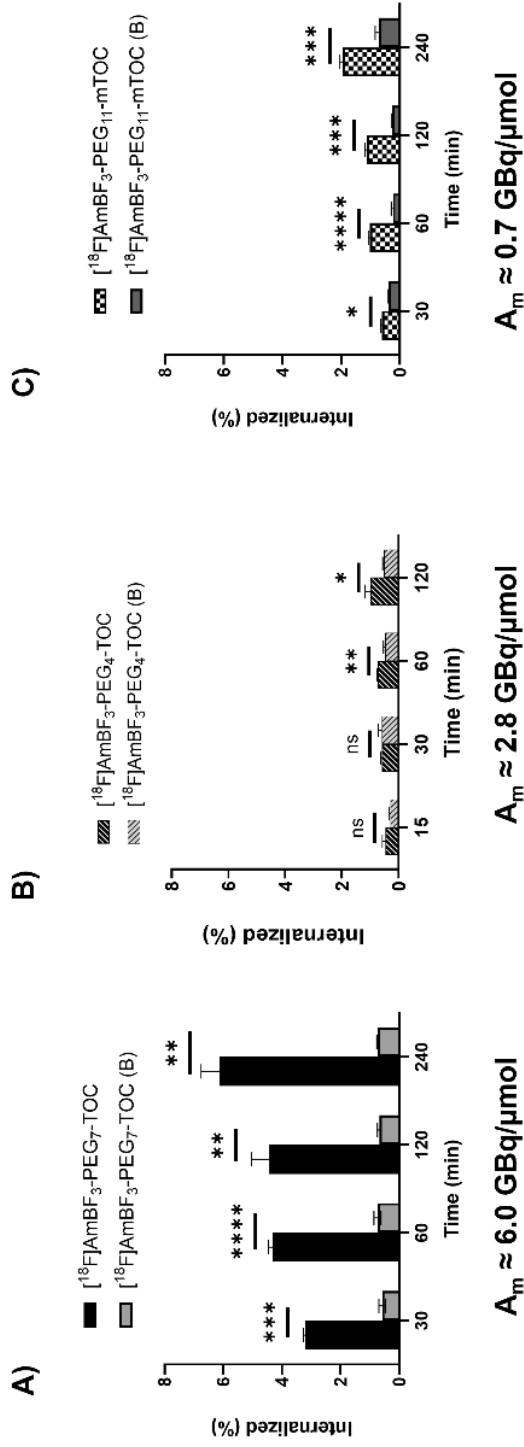 A)
[¹⁸F]AmBF₃-PEG₇-TOC
[¹⁸F]AmBF₃-PEG₇-TOC (B)
Internalized (%)
8
6
4
2
0
***
****
**
**
30
60
120
240
Time (min)
Aₘ ≈ 6.0 GBq/µmol
B)
[¹⁸F]AmBF₃-PEG₄-TOC
[¹⁸F]AmBF₃-PEG₄-TOC (B)
Internalized (%)
8
6
4
2
0
ns
ns
**
*
15
30
60
120
Time (min)
Aₘ ≈ 2.8 GBq/µmol
C)
[¹⁸F]AmBF₃-PEG₁₁-mTOC
[¹⁸F]AmBF₃-PEG₁₁-mTOC (B)
Internalized (%)
8
6
4
2
0
*
****
***
***
30
60
120
240
Time (min)
Aₘ ≈ 0.7 GBq/µmol